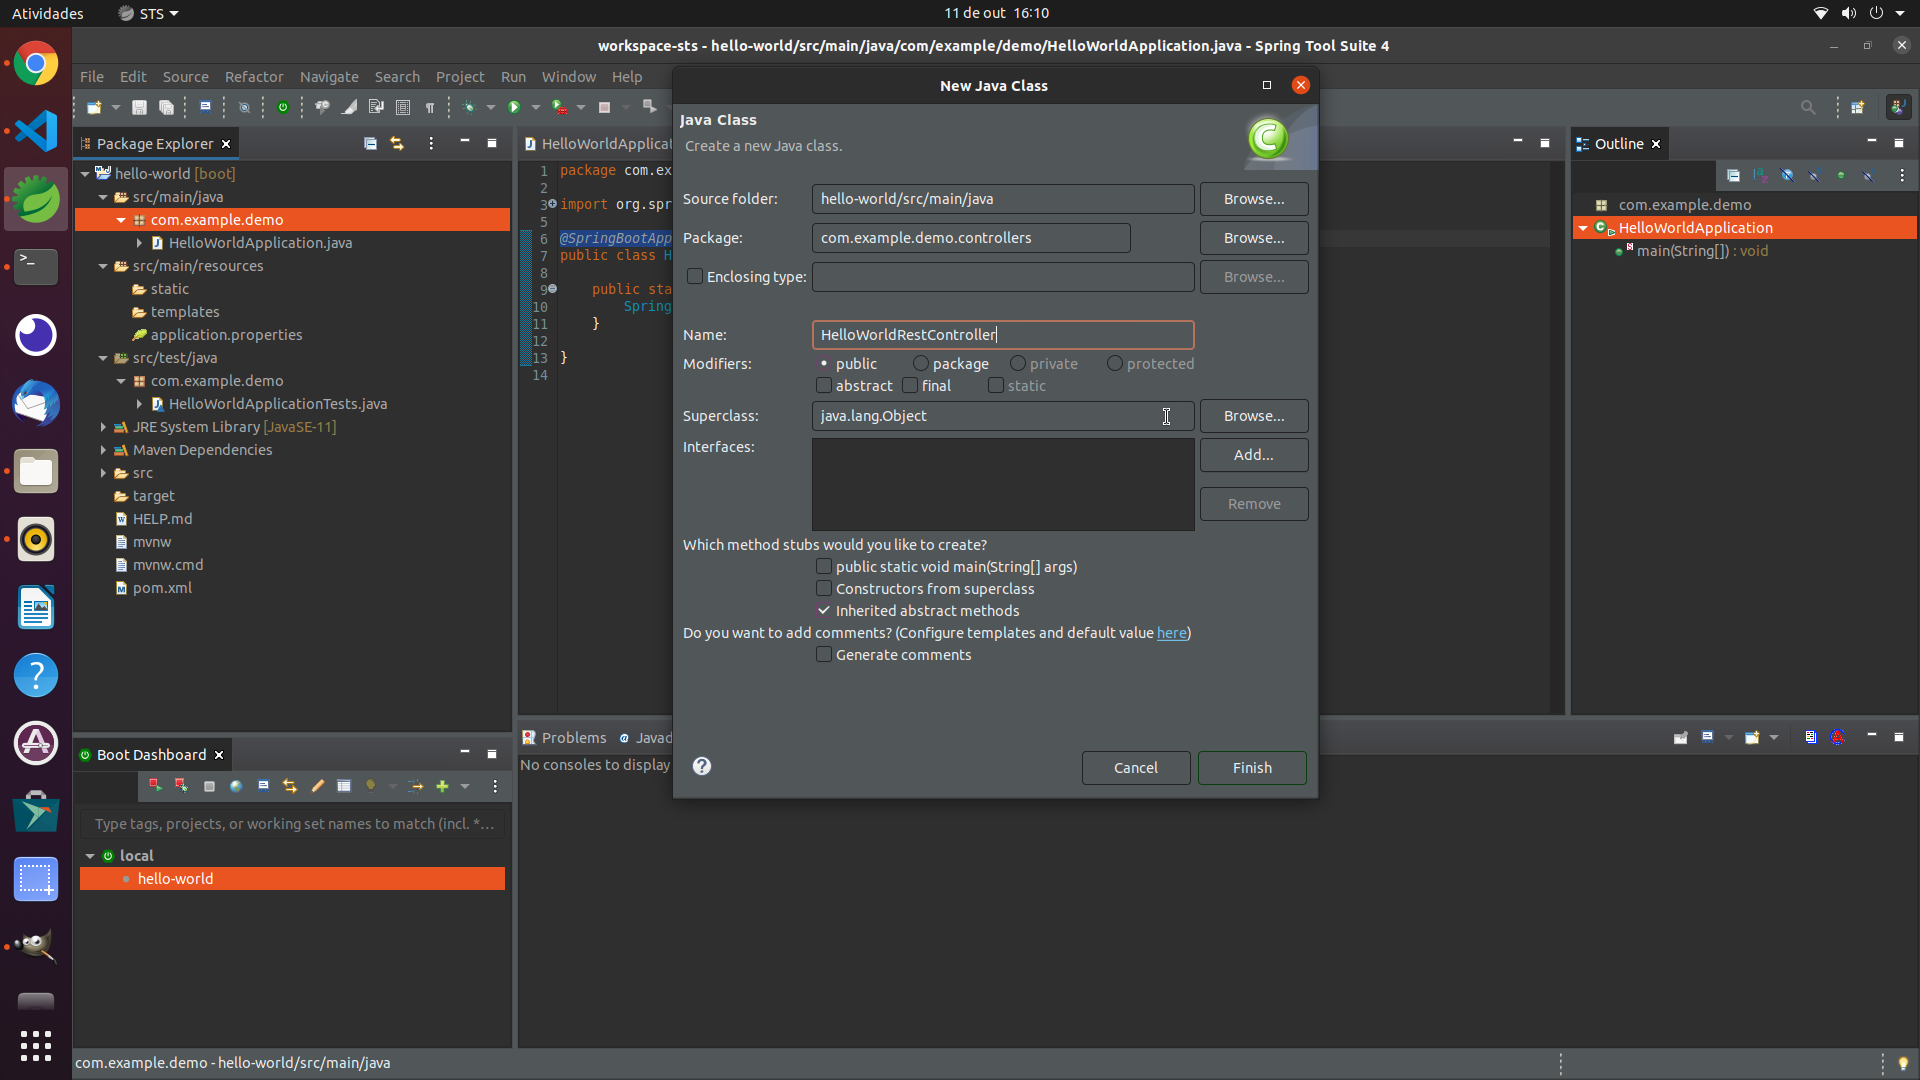 Atividades
STS
11 de out 16:10
workspace-sts - hello-world/src/main/java/com/example/demo/HelloWorldApplication.java - Spring Tool Suite 4
File Edit Source Refactor Navigate Search Project Run Window Help
Package Explorer
hello-world [boot]
src/main/java
com.example.demo
HelloWorldApplication.java
src/main/resources
static
templates
application.properties
src/test/java
com.example.demo
HelloWorldApplicationTests.java
JRE System Library [JavaSE-11]
Maven Dependencies
src
target
HELP.md
mvnw
mvnw.cmd
pom.xml
Boot Dashboard
Type tags, projects, or working set names to match (incl. *...
local
hello-world
HelloWorldApplicat
1 package com.ex
2
3 import org.spr
5
6 @SpringBootApp
7 public class H
8
9 public sta
10 Spring
11 }
12
13 }
14
New Java Class
Java Class
Create a new Java class.
Source folder: hello-world/src/main/java Browse...
Package: com.example.demo.controllers Browse...
Enclosing type: Browse...
Name: HelloWorldRestController
Modifiers: public package private protected
abstract final static
Superclass: java.lang.Object Browse...
Interfaces: Add...
Remove
Which method stubs would you like to create?
public static void main(String[] args)
Constructors from superclass
Inherited abstract methods
Do you want to add comments? (Configure templates and default value here)
Generate comments
Cancel Finish
Outline
com.example.demo
HelloWorldApplication
main(String[]) : void
Problems @ Javad
No consoles to display
com.example.demo - hello-world/src/main/java